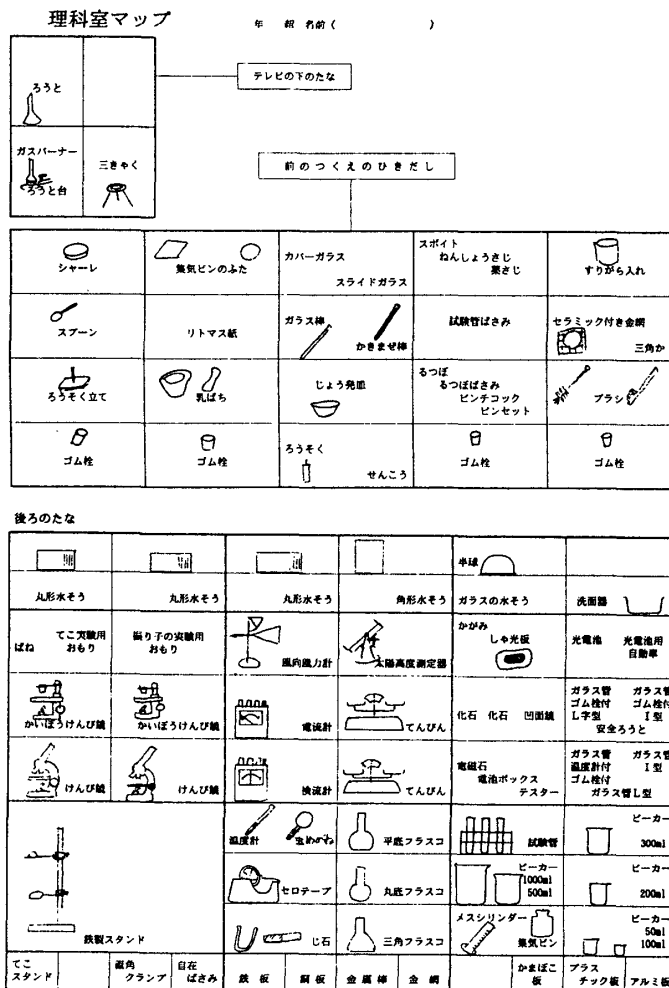 理科室マップ
年 組 名前( )
ろうと
テレビの下のたな
ガスバーナー
ろうと台
三きゃく
前のつくえのひきだし
シャーレ
集気ビンのふた
カバーガラス
スライドガラス
スポイト
ねんしょうさじ
薬さじ
すりがら入れ
スプーン
リトマス紙
ガラス棒
かきまぜ棒
試験管ばさみ
セラミック付き金網
三角か
ろうそく立て
乳ばち
じょう発皿
るつぼ
るつぼばさみ
ピンチコック
ピンセット
ブラシ
ゴム栓
ゴム栓
ろうそく
せんこう
ゴム栓
ゴム栓
後ろのたな
丸形水そう
丸形水そう
丸形水そう
角形水そう
半球
ガラスの水そう
洗面器
ばね
てこ実験用
おもり
振り子の実験用
おもり
風向風力計
太陽高度測定器
かがみ
しゃ光板
光電池
光電池用
自動車
かいぼうけんび鏡
かいぼうけんび鏡
電流計
てんびん
化石 化石 凹面鏡
ガラス管
ゴム栓付
L字型
ガラス管
ゴム栓付
I型
安全ろうと
けんび鏡
けんび鏡
検流計
てんびん
電磁石
電池ボックス
テスター
ガラス管
温度計付
ゴム栓付
ガラス管
I型
ガラス管L型
鉄製スタンド
温度計
虫めがね
平底フラスコ
試験管
ビーカー
300ml
セロテープ
丸底フラスコ
ビーカー
1000ml
500ml
ビーカー
200ml
じ石
三角フラスコ
メスシリンダー
集気ビン
ビーカー
50ml
100ml
てこ
スタンド
直角
クランプ
自在
ばさみ
鉄板
銅板
金属棒
金網
かまぼこ
板
プラス
チック板
アルミ板